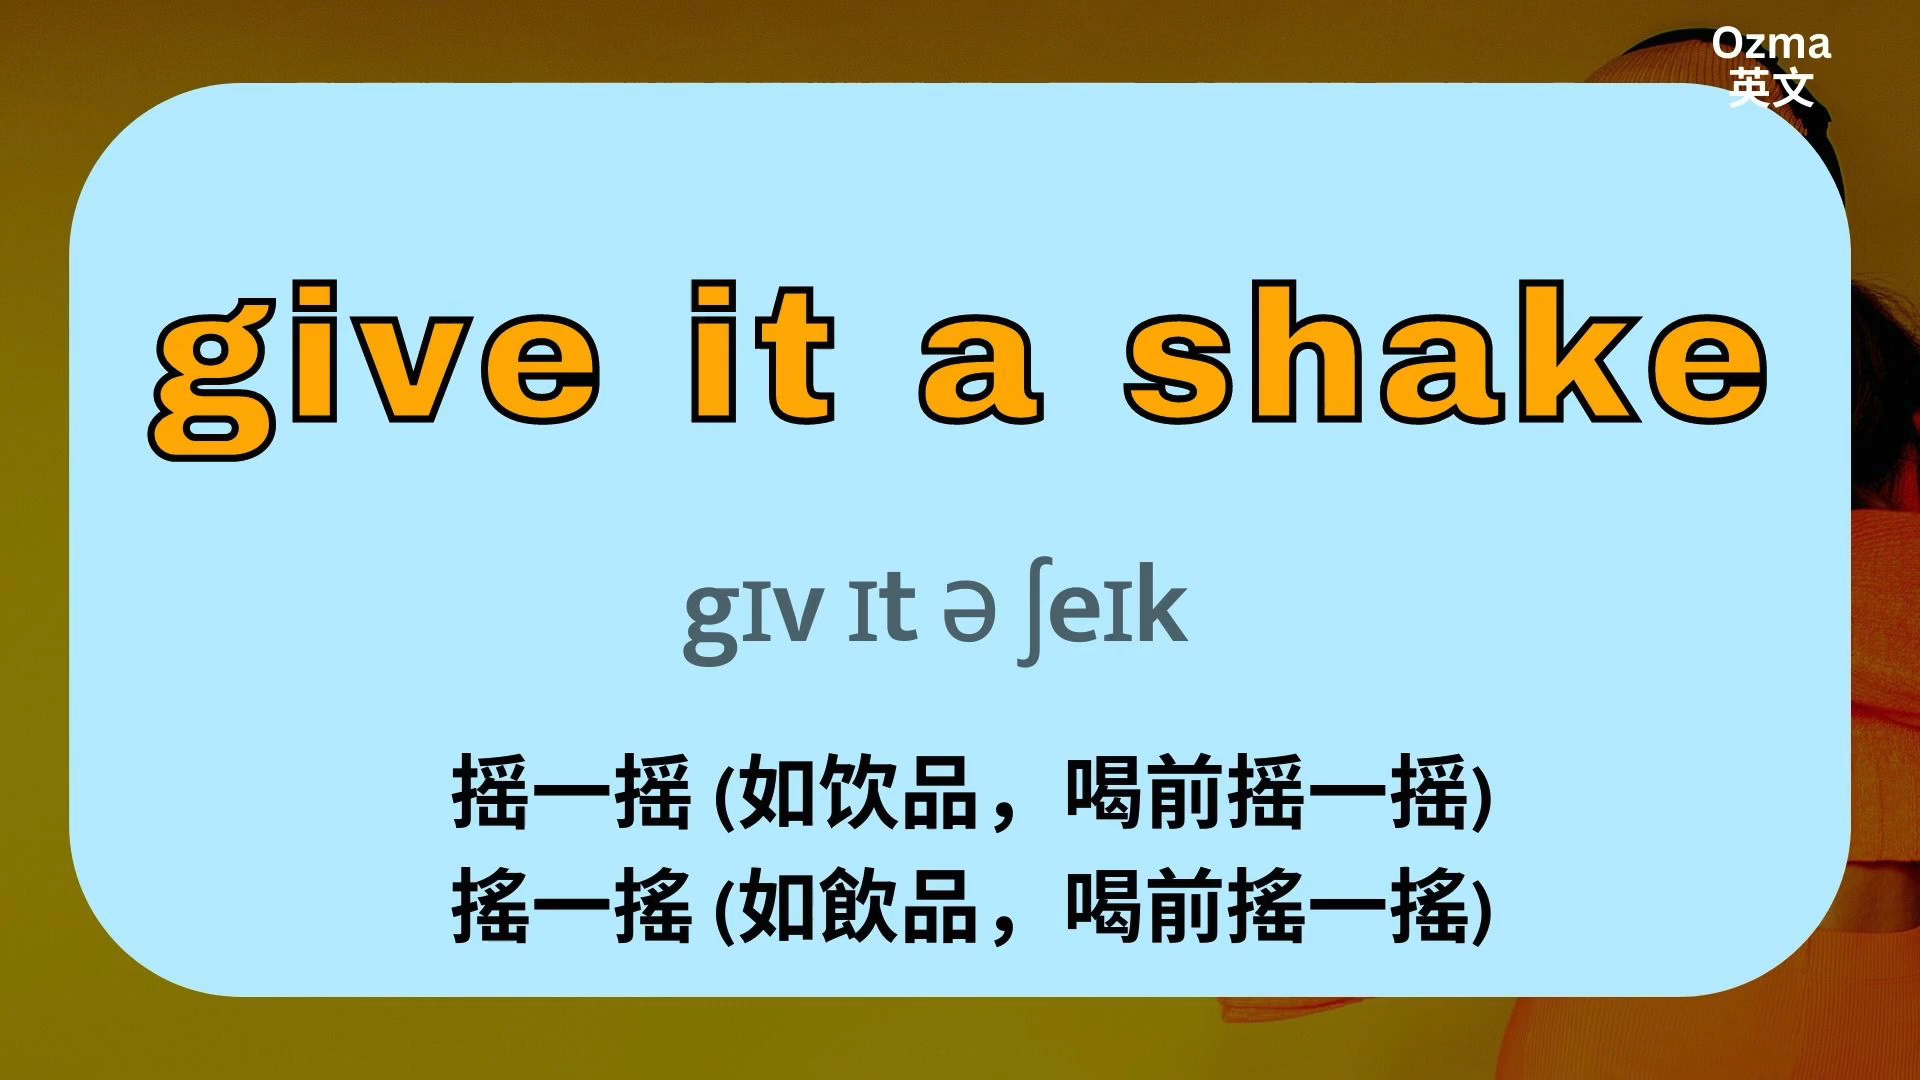 Ozma
英文
give it a shake
gɪv ɪt ə ʃeɪk
摇一摇 (如饮品，喝前摇一摇)
搖一搖 (如飲品，喝前搖一搖)